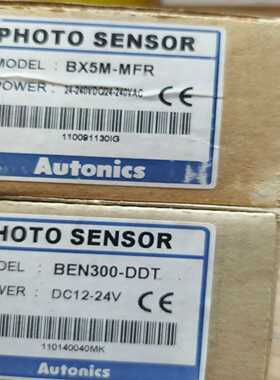 PHOTO SENSOR
MODEL : BX5M-MFR
POWER : 24-240VDC/24-240VAC CE
110091130IG
Autonics
PHOTO SENSOR
DEL : BEN300-DDT
WER : DC12-24V CE
110140040MK
Autonics